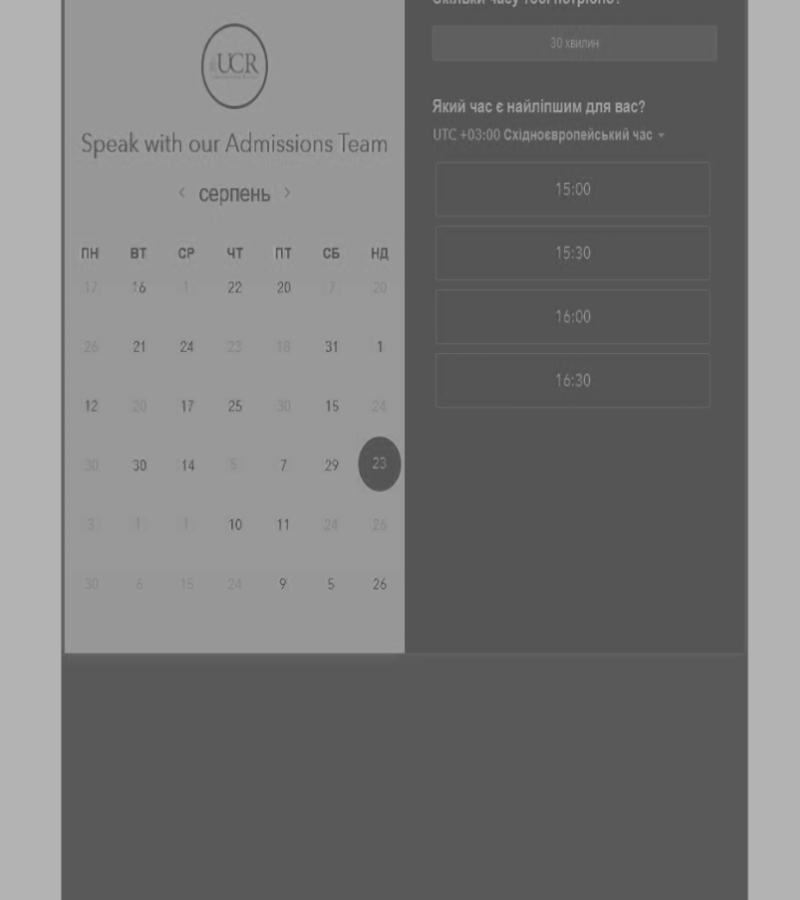 UCR
Speak with our Admissions Team
серпень
ПН ВТ СР ЧТ ПТ СБ НД
17 16 1 22 20 7 20
26 21 24 23 18 31 1
12 20 17 25 30 15 24
30 30 14 5 7 29 23
3 1 1 10 11 24 26
30 6 15 24 9 5 26
30 хвилин
Який час є найліпшим для вас?
UTC +03:00 Східноєвропейський час
15:00
15:30
16:00
16:30